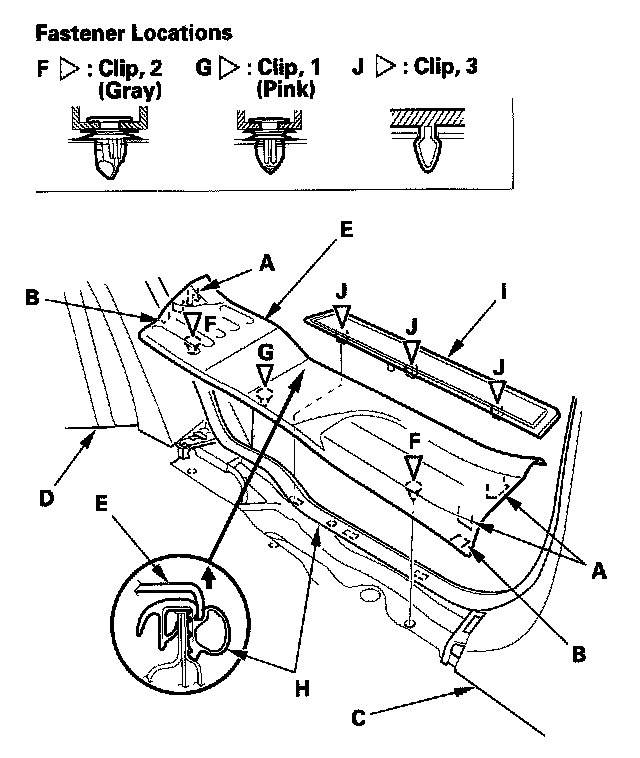 Fastener Locations
F ▷ : Clip, 2 G ▷ : Clip, 1 J ▷ : Clip, 3
(Gray) (Pink)
E
A
B
J
I
F
J
G
J
F
D
E
A
B
H
C